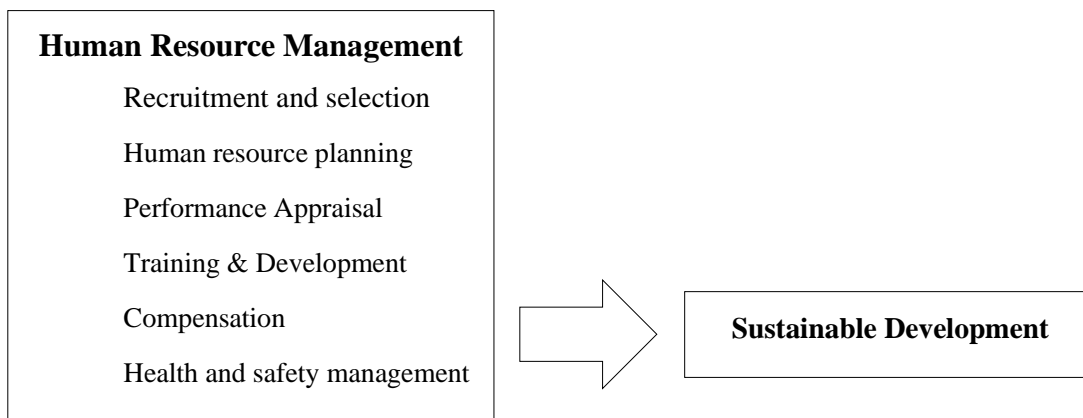 Human Resource Management
Recruitment and selection
Human resource planning
Performance Appraisal
Training & Development
Compensation
Health and safety management
Sustainable Development